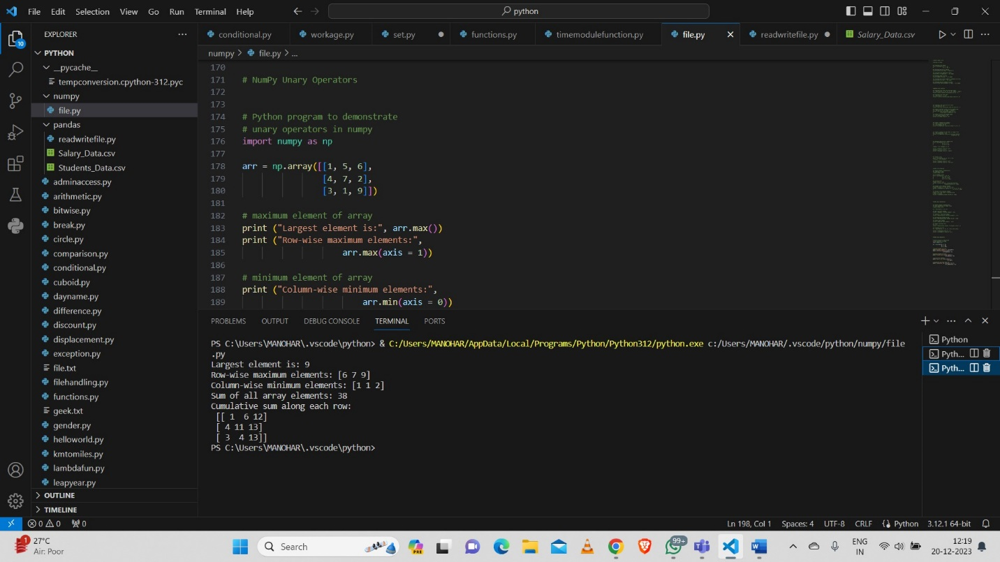 File Edit Selection View Go Run Terminal Help
python
EXPLORER
conditional.py
workage.py
set.py
functions.py
timemodulefunction.py
file.py
readwritefile.py
Salary_Data.csv
10
PYTHON
numpy > file.py > ...
__pycache__
tempconversion.cpython-312.pyc
numpy
file.py
pandas
readwritefile.py
Salary_Data.csv
Students_Data.csv
adminaccess.py
arithmetic.py
bitwise.py
break.py
circle.py
comparison.py
conditional.py
cuboid.py
dayname.py
difference.py
discount.py
displacement.py
exception.py
file.txt
filehandling.py
functions.py
geek.txt
gender.py
helloworld.py
kmtomiles.py
lambdafun.py
leapyear.py
OUTLINE
TIMELINE
170
171 # NumPy Unary Operators
172
173
174 # Python program to demonstrate
175 # unary operators in numpy
176 import numpy as np
177
178 arr = np.array([[1, 5, 6],
179 [4, 7, 2],
180 [3, 1, 9]])
181
182 # maximum element of array
183 print ("Largest element is:", arr.max())
184 print ("Row-wise maximum elements:",
185 arr.max(axis = 1))
186
187 # minimum element of array
188 print ("Column-wise minimum elements:",
189 arr.min(axis = 0))
PROBLEMS OUTPUT DEBUG CONSOLE TERMINAL PORTS
PS C:\Users\MANOHAR\.vscode\python> & C:/Users/MANOHAR/AppData/Local/Programs/Python/Python312/python.exe c:/Users/MANOHAR/.vscode/python/numpy/file
.py
Largest element is: 9
Row-wise maximum elements: [6 7 9]
Column-wise minimum elements: [1 1 2]
Sum of all array elements: 38
Cumulative sum along each row:
[[ 1  6 12]
[ 4 11 13]
[ 3  4 13]]
PS C:\Users\MANOHAR\.vscode\python>
Python
Pyth...
Pyth...
0 0 0
Ln 198, Col 1 Spaces: 4 UTF-8 CRLF Python 3.12.1 64-bit
1
27°C
Air: Poor
Search
PRE
99+
ENG
IN
12:19
20-12-2023